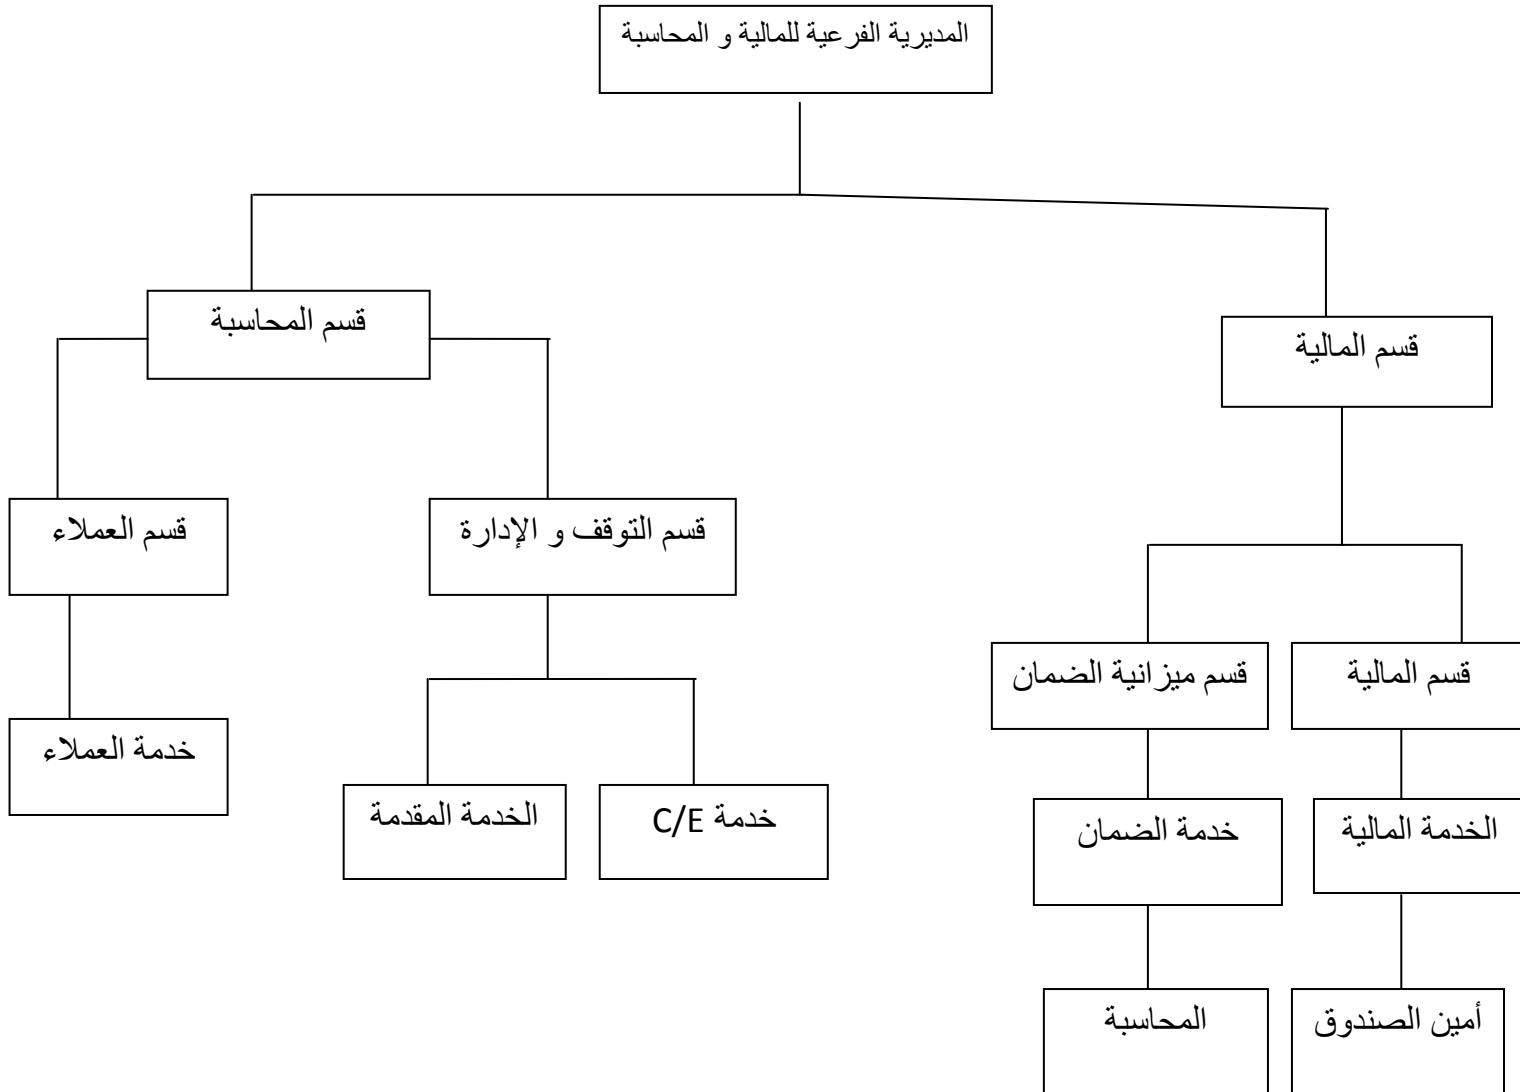 المديرية الفرعية للمالية و المحاسبة
قسم المالية
قسم المحاسبة
قسم المالية
قسم ميزانية الضمان
قسم التوقف و الإدارة
قسم العملاء
الخدمة المالية
خدمة الضمان
خدمة C/E
الخدمة المقدمة
خدمة العملاء
أمين الصندوق
المحاسبة